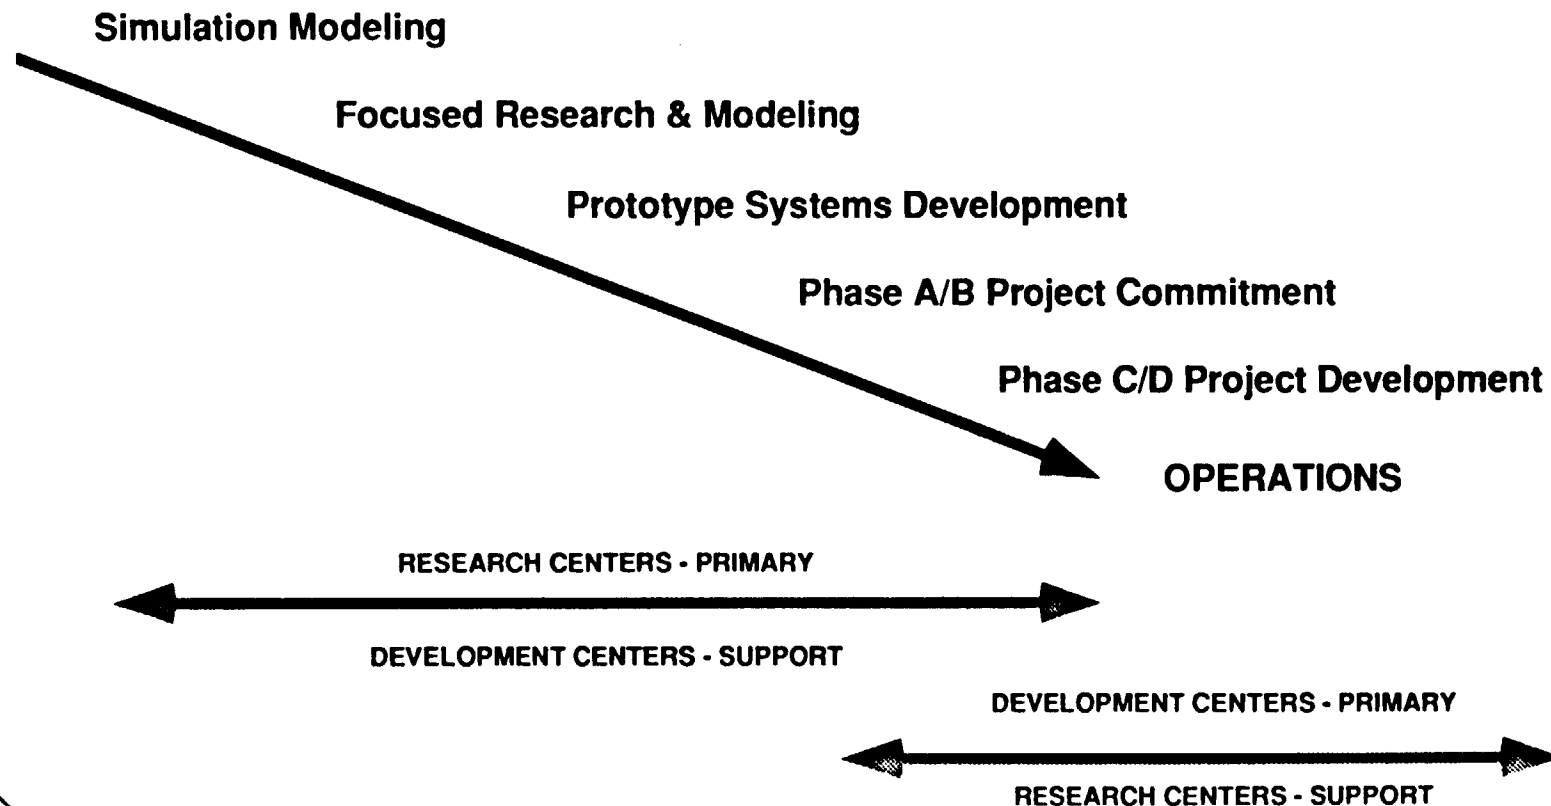 Simulation Modeling
Focused Research & Modeling
Prototype Systems Development
Phase A/B Project Commitment
Phase C/D Project Development
OPERATIONS
RESEARCH CENTERS - PRIMARY
DEVELOPMENT CENTERS - SUPPORT
DEVELOPMENT CENTERS - PRIMARY
RESEARCH CENTERS - SUPPORT